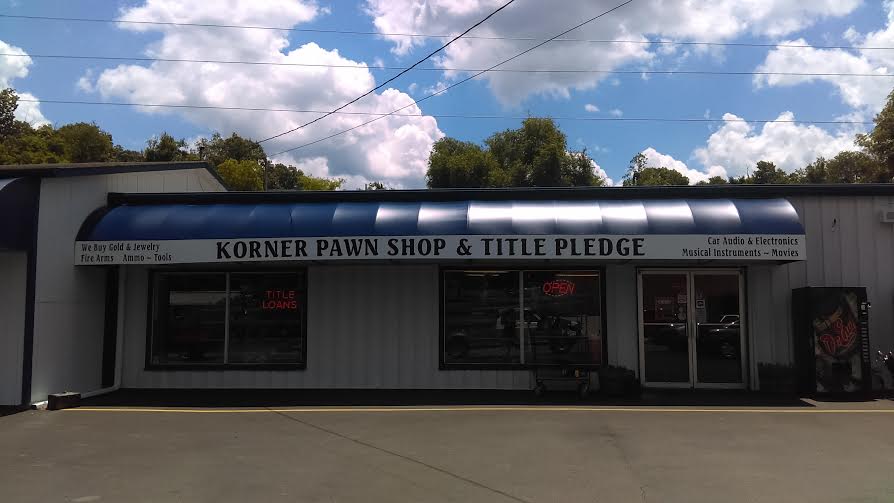 We Buy Gold & Jewelry
Fire Arms Ammo ~ Tools
KORNER PAWN SHOP & TITLE PLEDGE
Car Audio & Electronics
Musical Instruments ~ Movies
TITLE
LOANS
OPEN